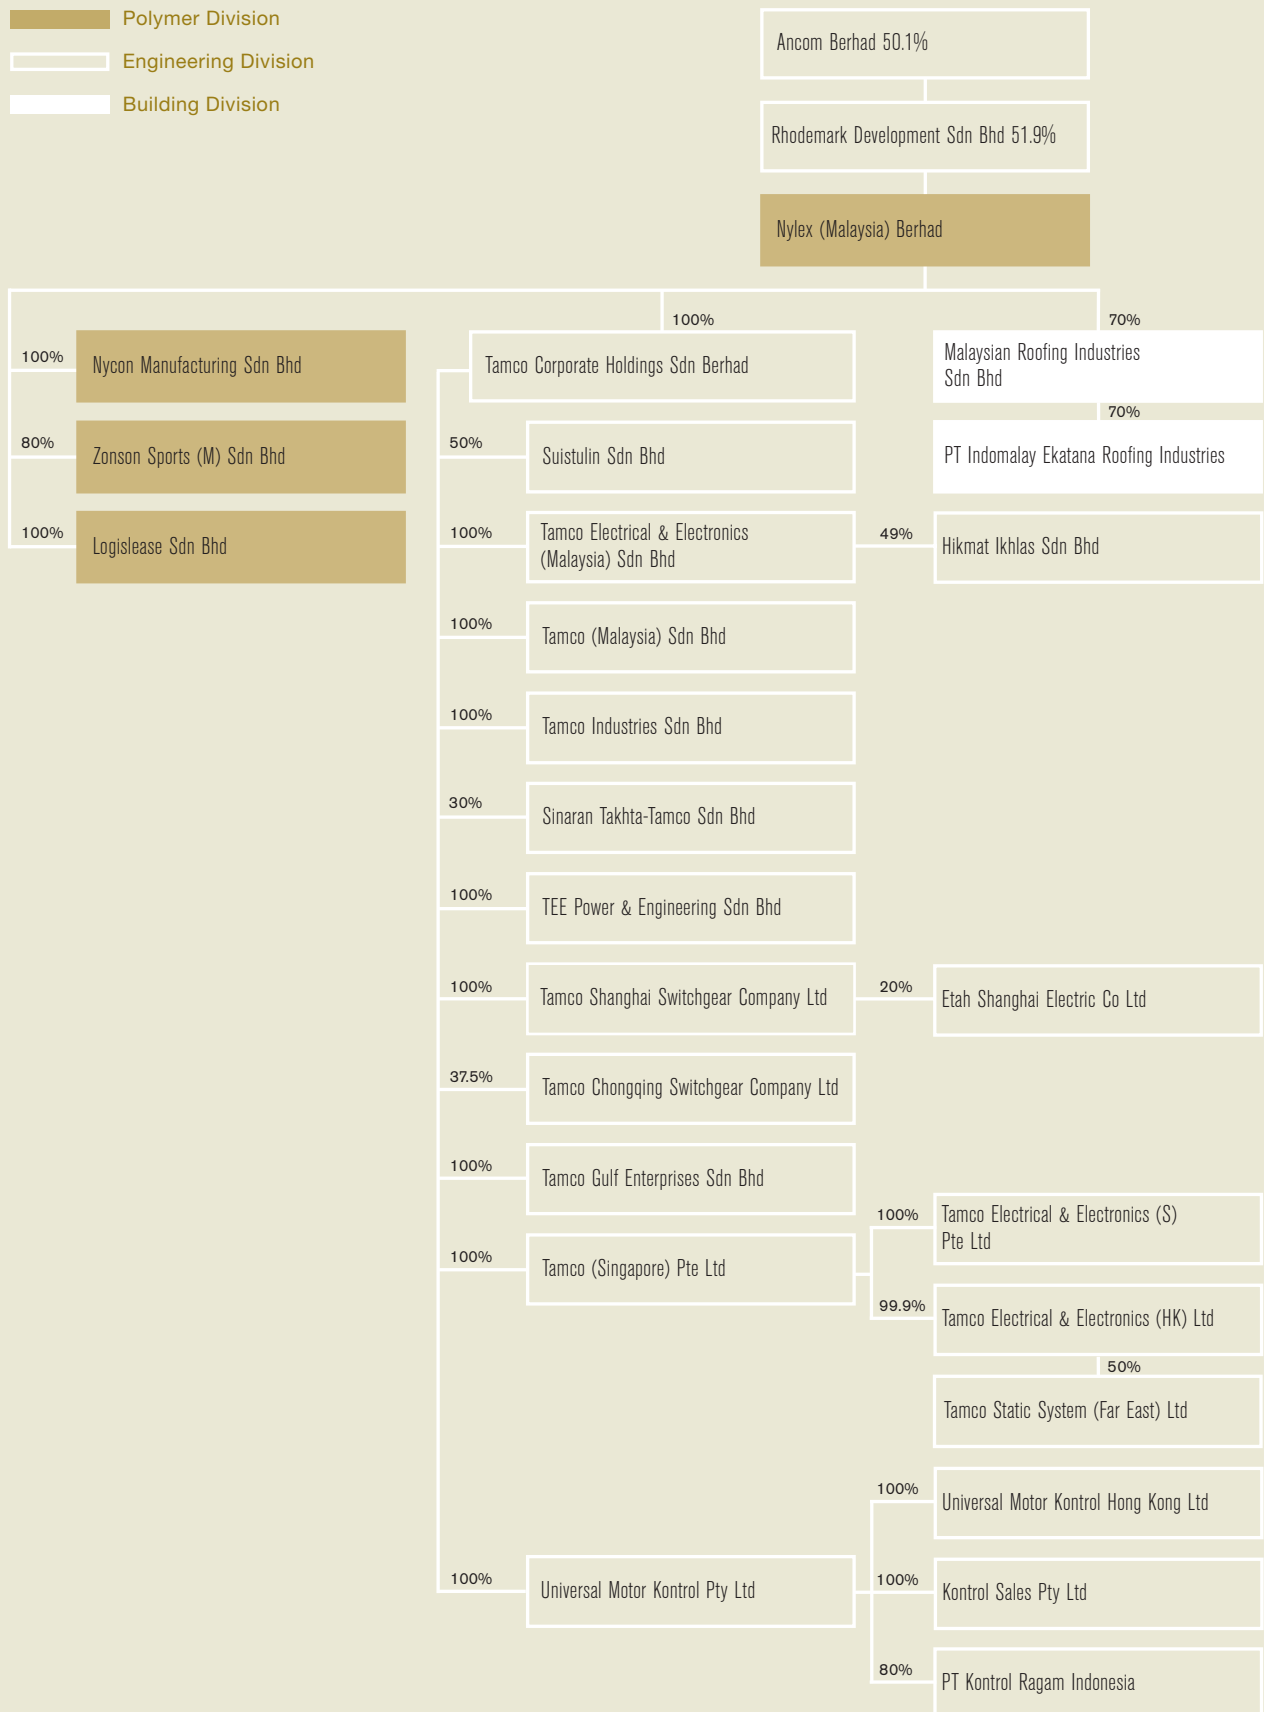 Polymer Division
Engineering Division
Building Division
Ancom Berhad 50.1%
Rhodemark Development Sdn Bhd 51.9%
Nylex (Malaysia) Berhad
100%
Nycon Manufacturing Sdn Bhd
80%
Zonson Sports (M) Sdn Bhd
100%
Logislease Sdn Bhd
100%
Tamco Corporate Holdings Sdn Berhad
50%
Suistulin Sdn Bhd
100%
Tamco Electrical & Electronics
(Malaysia) Sdn Bhd
49%
Hikmat Ikhlas Sdn Bhd
100%
Tamco (Malaysia) Sdn Bhd
100%
Tamco Industries Sdn Bhd
30%
Sinaran Takhta-Tamco Sdn Bhd
100%
TEE Power & Engineering Sdn Bhd
100%
Tamco Shanghai Switchgear Company Ltd
20%
Etah Shanghai Electric Co Ltd
37.5%
Tamco Chongqing Switchgear Company Ltd
100%
Tamco Gulf Enterprises Sdn Bhd
100%
Tamco (Singapore) Pte Ltd
100%
Tamco Electrical & Electronics (S)
Pte Ltd
99.9%
Tamco Electrical & Electronics (HK) Ltd
50%
Tamco Static System (Far East) Ltd
100%
Universal Motor Kontrol Pty Ltd
100%
Universal Motor Kontrol Hong Kong Ltd
100%
Kontrol Sales Pty Ltd
80%
PT Kontrol Ragam Indonesia
70%
Malaysian Roofing Industries
Sdn Bhd
70%
PT Indomalay Ekatana Roofing Industries